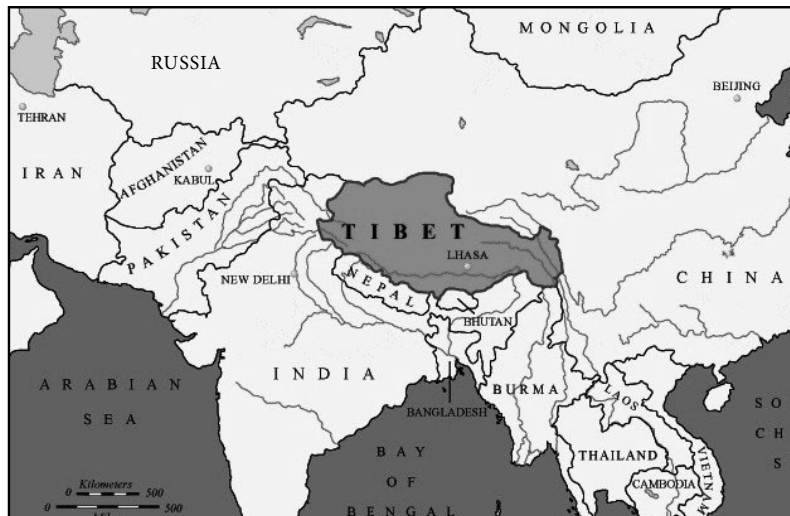 MONGOLIA
RUSSIA
BEIJING
TEHRAN
AFGHANISTAN
IRAN
KABUL
PAKISTAN
TIBET
LHASA
CHINA
NEW DELHI
NEPAL
BHUTAN
INDIA
ARABIAN
SEA
BURMA
LAOS
BANGLADESH
SO
CH
S
BAY
OF
BENGAL
THAILAND
VIETNAM
CAMBODIA
Kilometers
0 500
0 500